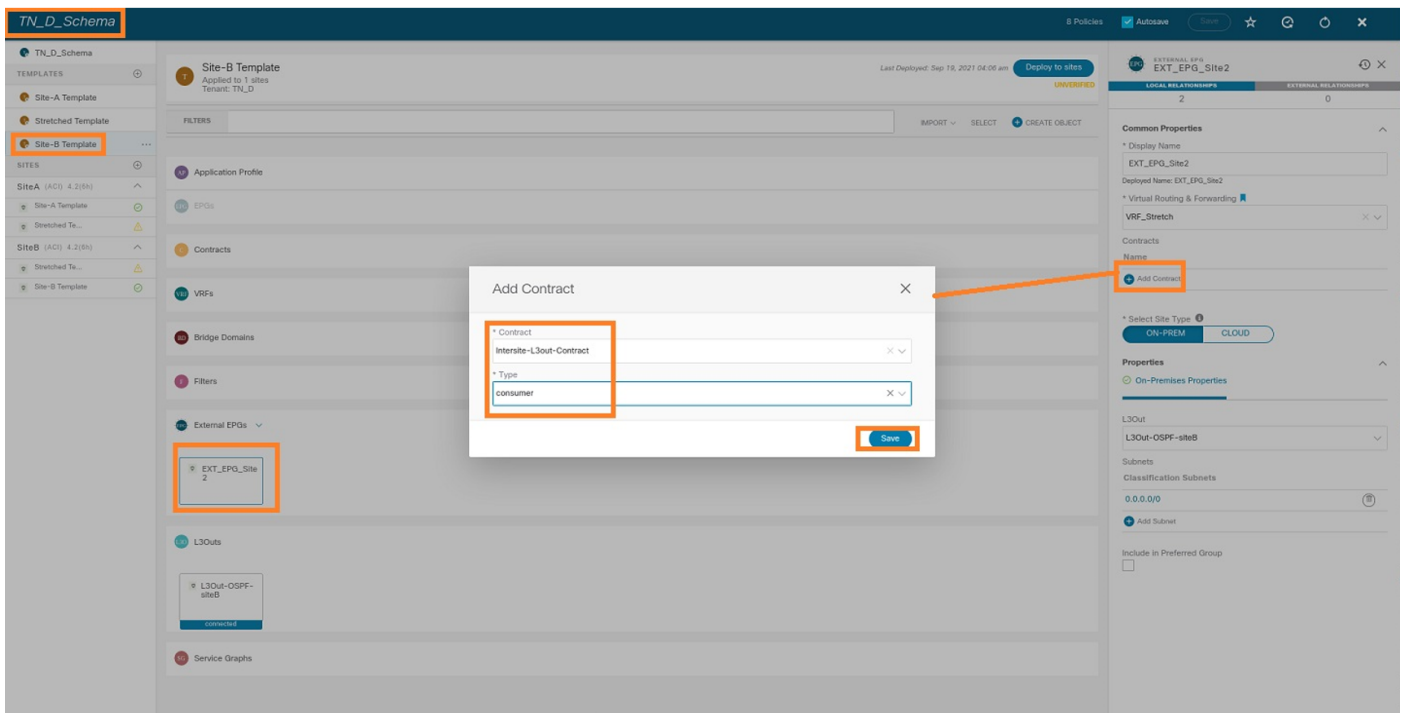 TN_D_Schema
8 Policies
Autosave
Save
TN_D_Schema
TEMPLATES
Site-A Template
Stretched Template
Site-B Template
SITES
SiteA (ACI) 4.2(6h)
Site-A Template
Stretched Te...
SiteB (ACI) 4.2(6h)
Stretched Te...
Site-B Template
T
Site-B Template
Applied to 1 sites
Tenant: TN_D
Last Deployed: Sep 19, 2021 04:06 am
Deploy to sites
UNVERIFIED
FILTERS
IMPORT
SELECT
CREATE OBJECT
AP
Application Profile
EPG
EPGs
Contracts
VRF
VRFs
BD
Bridge Domains
F
Filters
External EPGs
EXT_EPG_Site
2
L3Outs
L3Out-OSPF-
siteB
connected
SG
Service Graphs
Add Contract
* Contract
Intersite-L3out-Contract
* Type
consumer
Save
EPG
EXTERNAL EPG
EXT_EPG_Site2
LOCAL RELATIONSHIPS
EXTERNAL RELATIONSHIPS
2
0
Common Properties
* Display Name
EXT_EPG_Site2
Deployed Name: EXT_EPG_Site2
* Virtual Routing & Forwarding
VRF_Stretch
Contracts
Name
Add Contract
* Select Site Type
ON-PREM
CLOUD
Properties
On-Premises Properties
L3Out
L3Out-OSPF-siteB
Subnets
Classification Subnets
0.0.0.0/0
Add Subnet
Include in Preferred Group